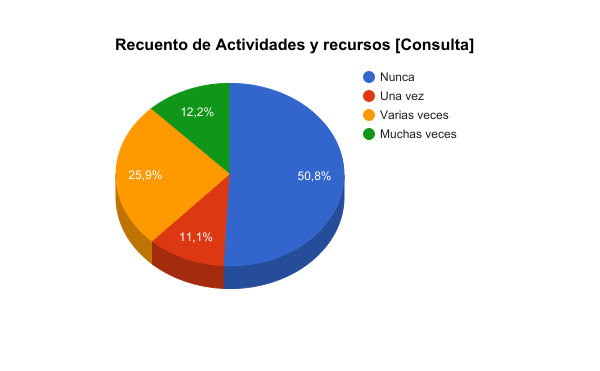 Recuento de Actividades y recursos [Consulta]
Nunca
Una vez
Varias veces
Muchas veces
12,2%
25,9%
50,8%
11,1%